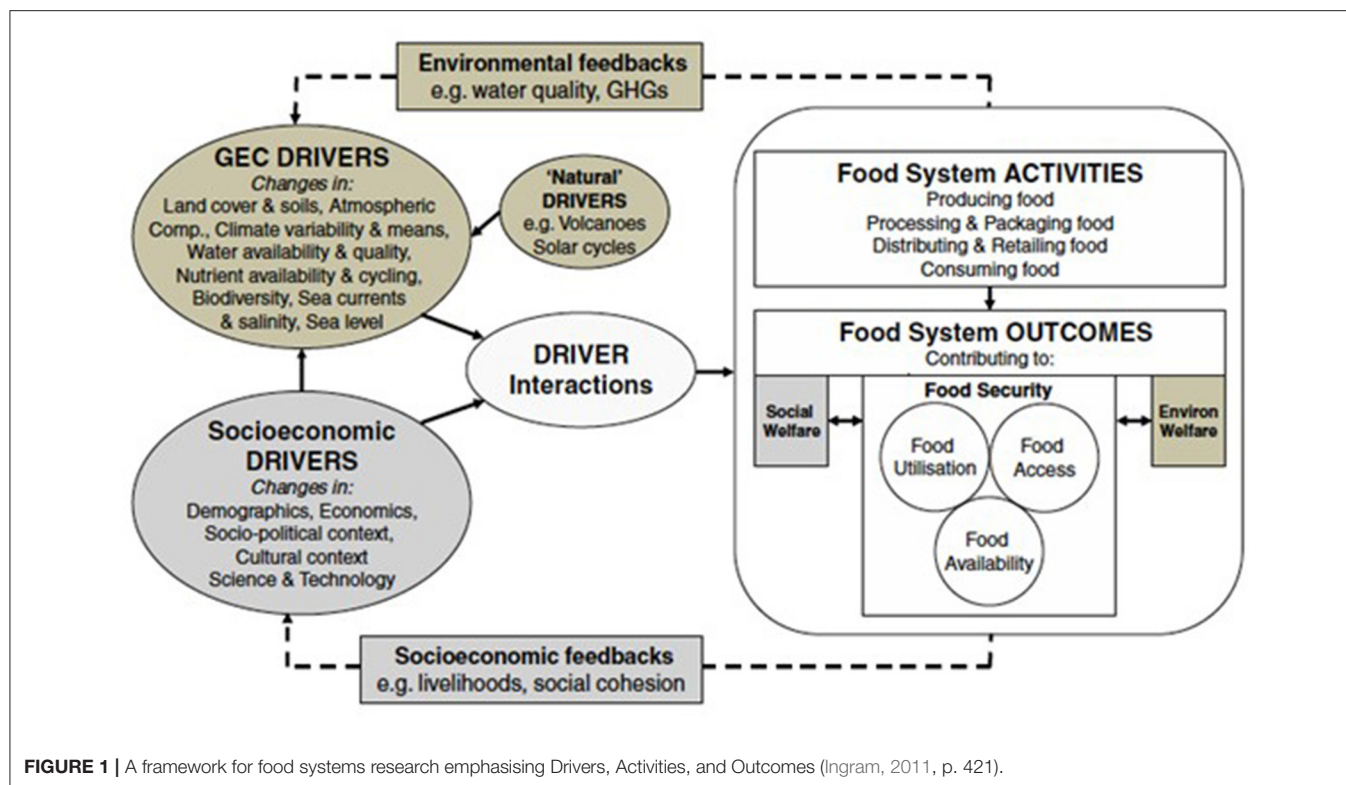 Environmental feedbacks
e.g. water quality, GHGs
GEC DRIVERS
Changes in:
Land cover & soils, Atmospheric
Comp., Climate variability & means,
Water availability & quality,
Nutrient availability & cycling,
Biodiversity, Sea currents
& salinity, Sea level
'Natural'
DRIVERS
e.g. Volcanoes
Solar cycles
Socioeconomic
DRIVERS
Changes in:
Demographics, Economics,
Socio-political context,
Cultural context
Science & Technology
DRIVER
Interactions
Food System ACTIVITIES
Producing food
Processing & Packaging food
Distributing & Retailing food
Consuming food
Food System OUTCOMES
Contributing to:
Social
Welfare
Food Security
Food
Utilisation
Food
Access
Food
Availability
Environ
Welfare
Socioeconomic feedbacks
e.g. livelihoods, social cohesion
FIGURE 1 | A framework for food systems research emphasising Drivers, Activities, and Outcomes (Ingram, 2011, p. 421).